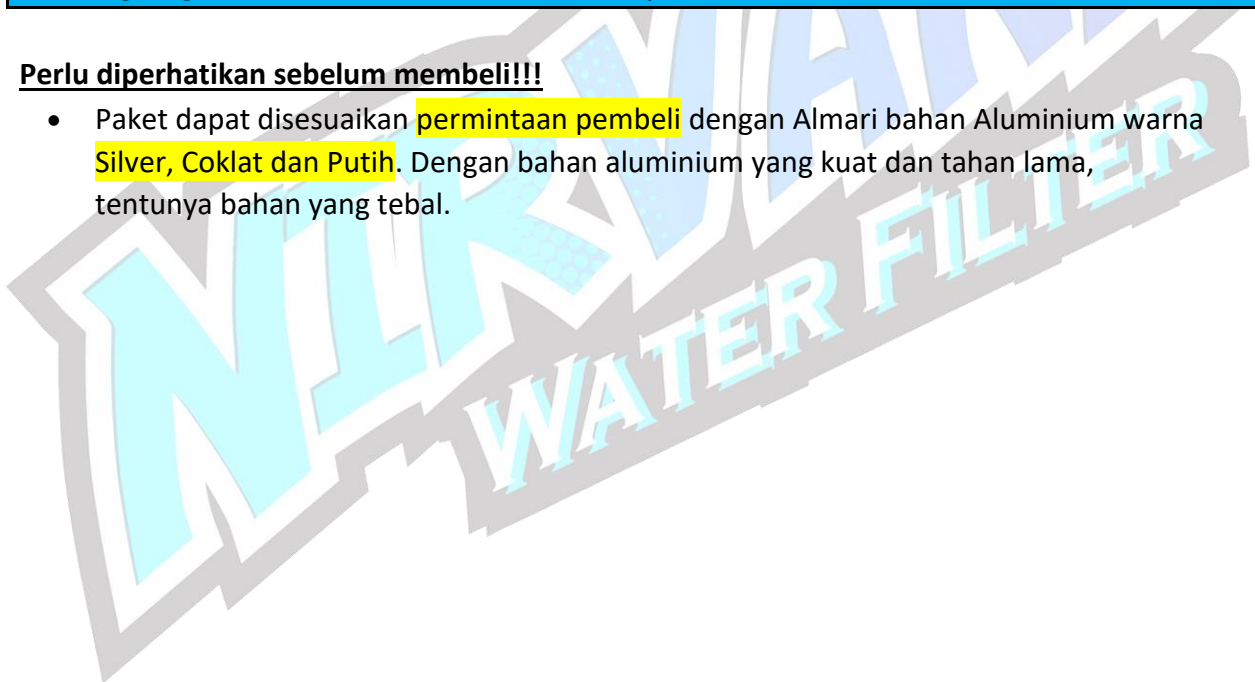 Perlu diperhatikan sebelum membeli!!!
• Paket dapat disesuaikan permintaan pembeli dengan Almari bahan Aluminium warna
Silver, Coklat dan Putih. Dengan bahan aluminium yang kuat dan tahan lama,
tentunya bahan yang tebal.
NIRVAN
WATER FILTER